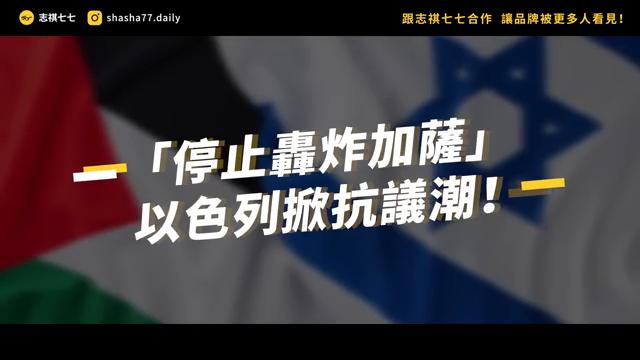 志祺七七
shasha77.daily
跟志祺七七合作 讓品牌被更多人看見！
「停止轟炸加薩」
以色列掀抗議潮！